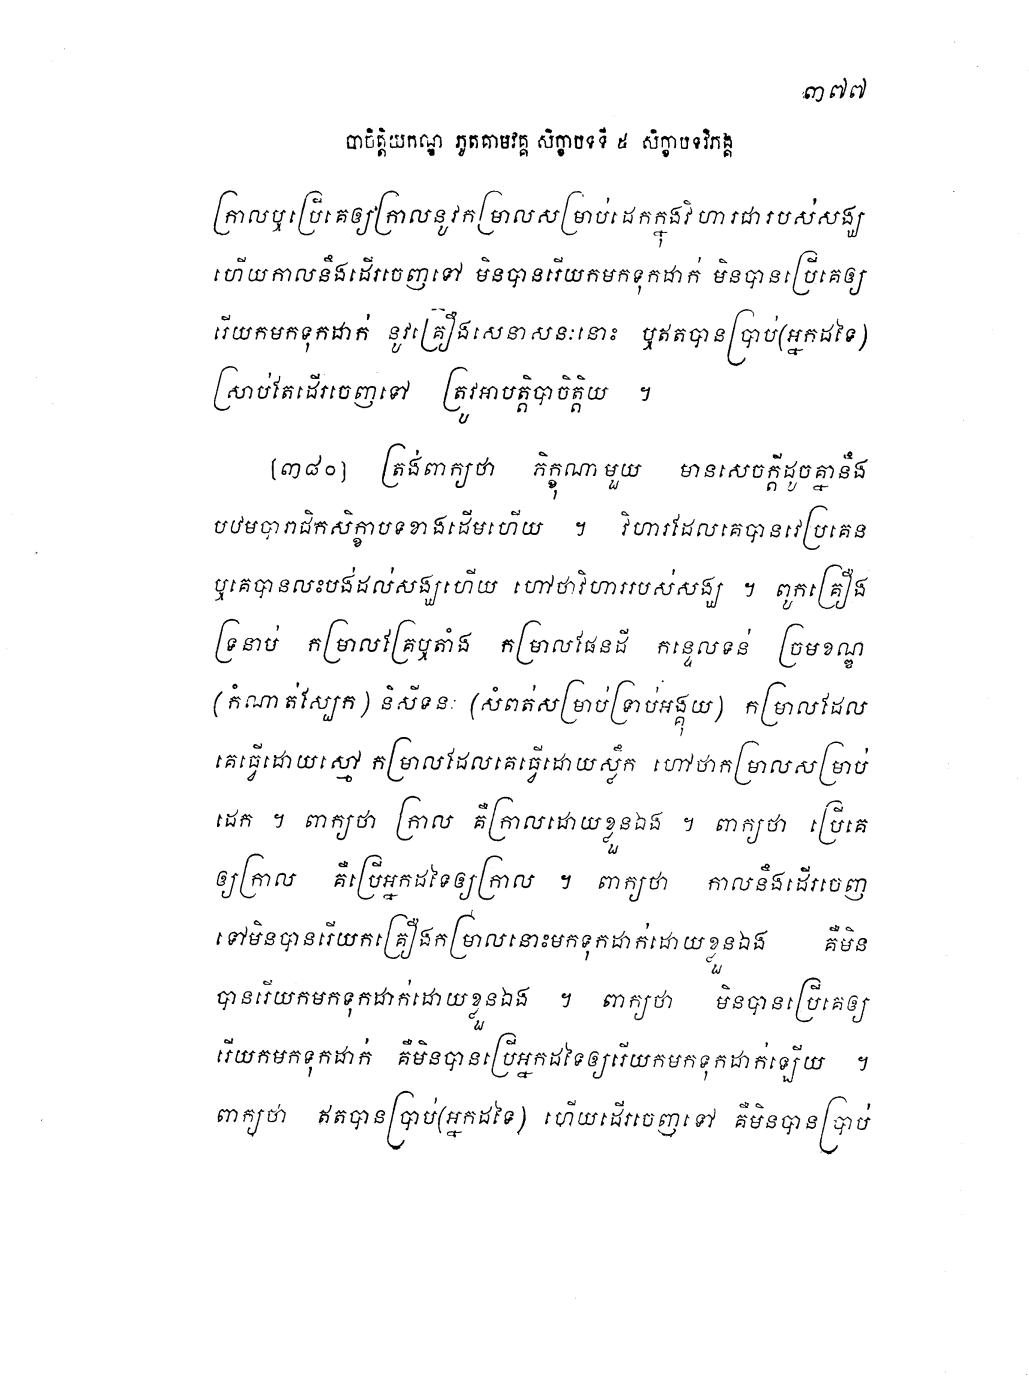 ៣៧៧
បាចិត្តិយកណ្ឌ ភូតគាមវគ្គ សិក្ខាបទទី ៥ សិក្ខាបទវិភង្គ
ក្រាលឬប្រើគេឲ្យក្រាលនូវកម្រាលសម្រាប់ដេកក្នុងវិហារជារបស់សង្ឃ
ហើយកាលនឹងដើរចេញទៅ មិនបានរើយកមកទុកដាក់ មិនបានប្រើគេឲ្យ
រើយកមកទុកដាក់ នូវគ្រឿងសេនាសនៈនោះ ឬឥតបានប្រាប់(អ្នកដទៃ)
ស្រាប់តែដើរចេញទៅ ត្រូវអាបត្តិបាចិត្តិយ ។
(៣៨០) ត្រង់ពាក្យថា ភិក្ខុណាមួយ មានសេចក្តីដូចគ្នានឹង
បឋមបារាជិកសិក្ខាបទខាងដើមហើយ ។ វិហារដែលគេបានវេប្រគេន
ឬគេបានលះបង់ដល់សង្ឃហើយ ហៅថាវិហាររបស់សង្ឃ ។ ពូកគ្រឿង
ទ្រនាប់ កម្រាលគ្រែឬតាំង កម្រាលផែនដី កន្ទេលទន់ ច្រមខណ្ឌ
(កំណាត់ស្បែក) និសីទនៈ (សំពត់សម្រាប់ទ្រាប់អង្គុយ) កម្រាលដែល
គេធ្វើដោយស្មៅ កម្រាលដែលគេធ្វើដោយស្លឹក ហៅថាកម្រាលសម្រាប់
ដេក ។ ពាក្យថា ក្រាល គឺក្រាលដោយខ្លួនឯង ។ ពាក្យថា ប្រើគេ
ឲ្យក្រាល គឺប្រើអ្នកដទៃឲ្យក្រាល ។ ពាក្យថា កាលនឹងដើរចេញ
ទៅមិនបានរើយកគ្រឿងកម្រាលនោះមកទុកដាក់ដោយខ្លួនឯង គឺមិន
បានរើយកមកទុកដាក់ដោយខ្លួនឯង ។ ពាក្យថា មិនបានប្រើគេឲ្យ
រើយកមកទុកដាក់ គឺមិនបានប្រើអ្នកដទៃឲ្យរើយកមកទុកដាក់ឡើយ ។
ពាក្យថា ឥតបានប្រាប់(អ្នកដទៃ) ហើយដើរចេញទៅ គឺមិនបានប្រាប់